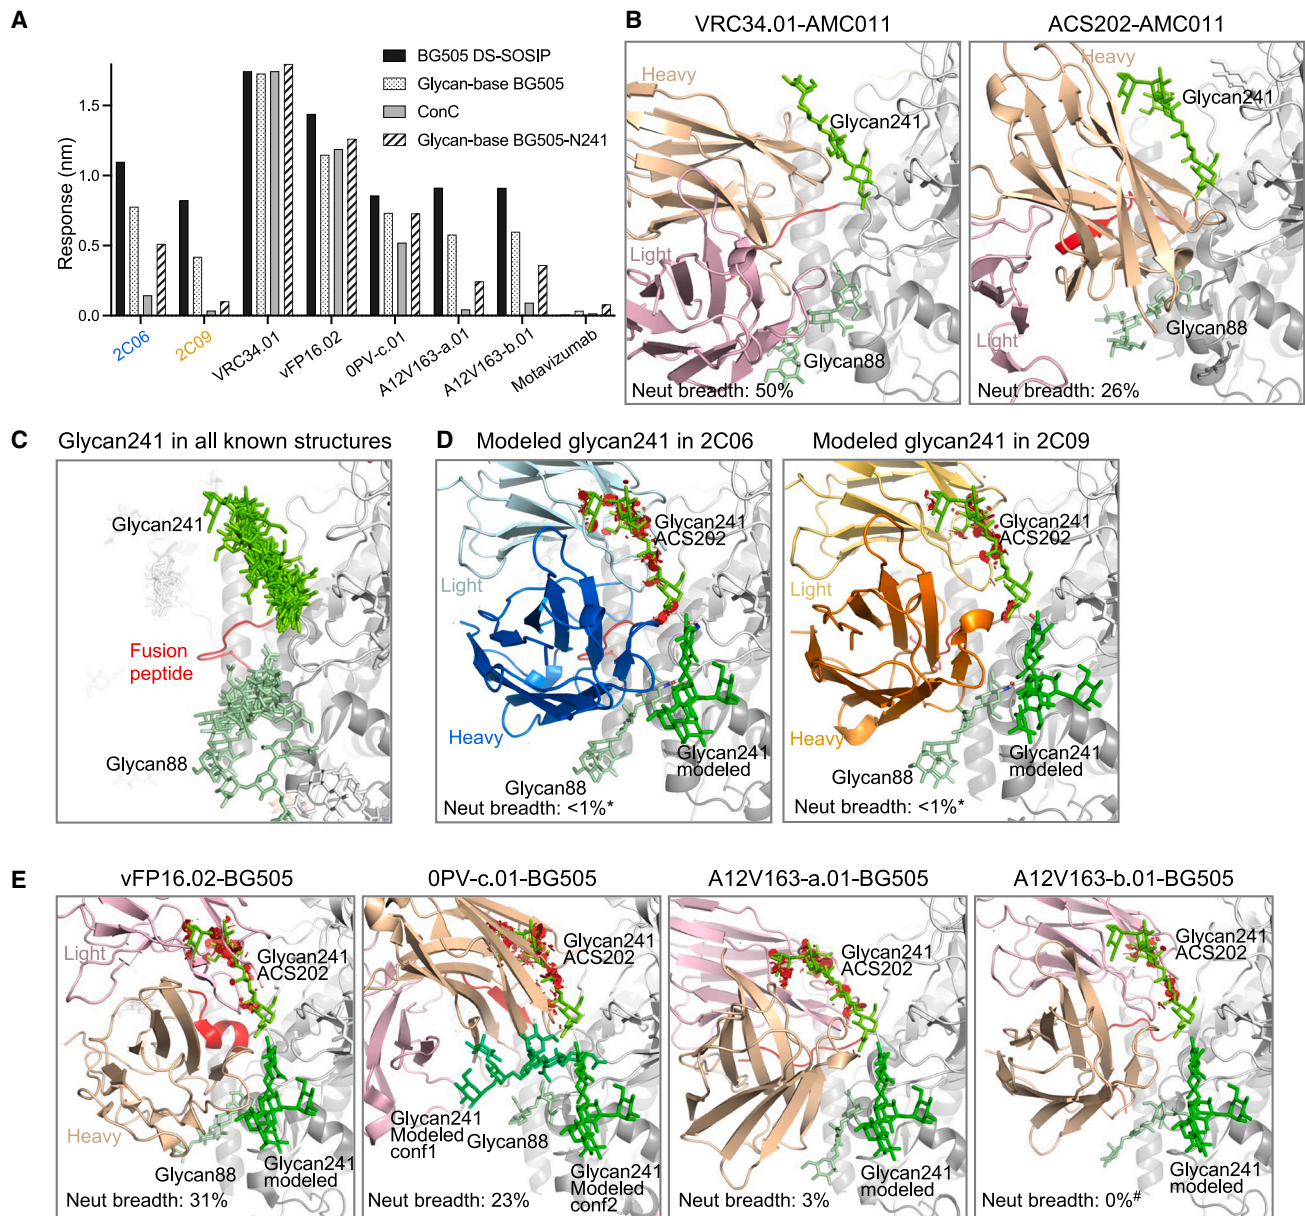 A
BG505 DS-SOSIP
Glycan-base BG505
ConC
Glycan-base BG505-N241
Response (nm)
1.5
1.0
0.5
0.0
2C06
2C09
VRC34.01
vFP16.02
0PV-c.01
A12V163-a.01
A12V163-b.01
Motavizumab
B
VRC34.01-AMC011
Heavy
Glycan241
Light
Glycan88
Neut breadth: 50%
ACS202-AMC011
Heavy
Glycan241
Glycan88
Light
Neut breadth: 26%
C
Glycan241 in all known structures
Glycan241
Fusion
peptide
Glycan88
D
Modeled glycan241 in 2C06
Glycan241
ACS202
Light
Heavy
Glycan241
modeled
Glycan88
Neut breadth: <1%*
Modeled glycan241 in 2C09
Glycan241
ACS202
Light
Heavy
Glycan241
modeled
Glycan88
Neut breadth: <1%*
E
vFP16.02-BG505
Light
Glycan241
ACS202
Heavy
Glycan88
Glycan241
modeled
Neut breadth: 31%
0PV-c.01-BG505
Glycan241
ACS202
Glycan241
Modeled
conf1
Glycan88
Glycan241
Modeled
conf2
Neut breadth: 23%
A12V163-a.01-BG505
Glycan241
ACS202
Glycan241
modeled
Neut breadth: 3%
A12V163-b.01-BG505
Glycan241
ACS202
Glycan241
modeled
Neut breadth: 0%#